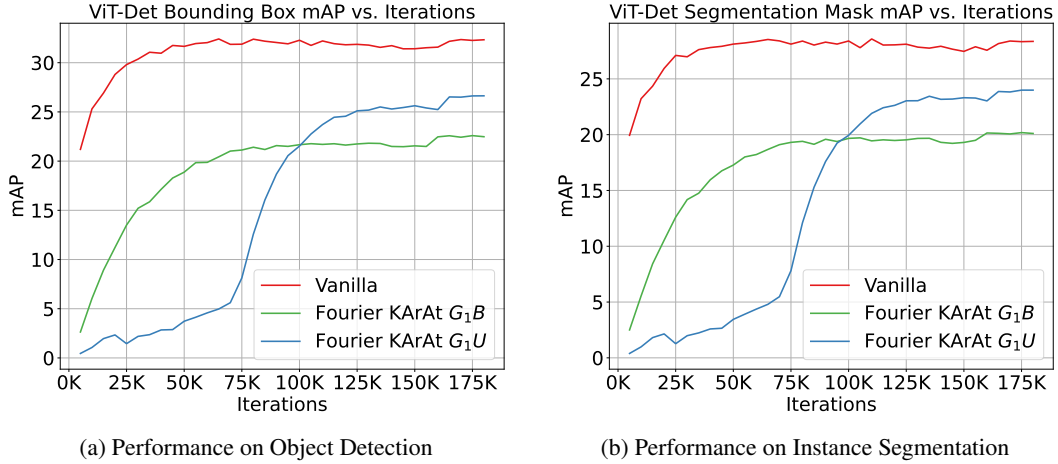 ViT-Det Bounding Box mAP vs. Iterations
mAP
30
25
20
15
10
5
0
0K 25K 50K 75K 100K 125K 150K 175K
Iterations
Vanilla
Fourier KArAt G₁B
Fourier KArAt G₁U
(a) Performance on Object Detection
ViT-Det Segmentation Mask mAP vs. Iterations
mAP
25
20
15
10
5
0
0K 25K 50K 75K 100K 125K 150K 175K
Iterations
Vanilla
Fourier KArAt G₁B
Fourier KArAt G₁U
(b) Performance on Instance Segmentation